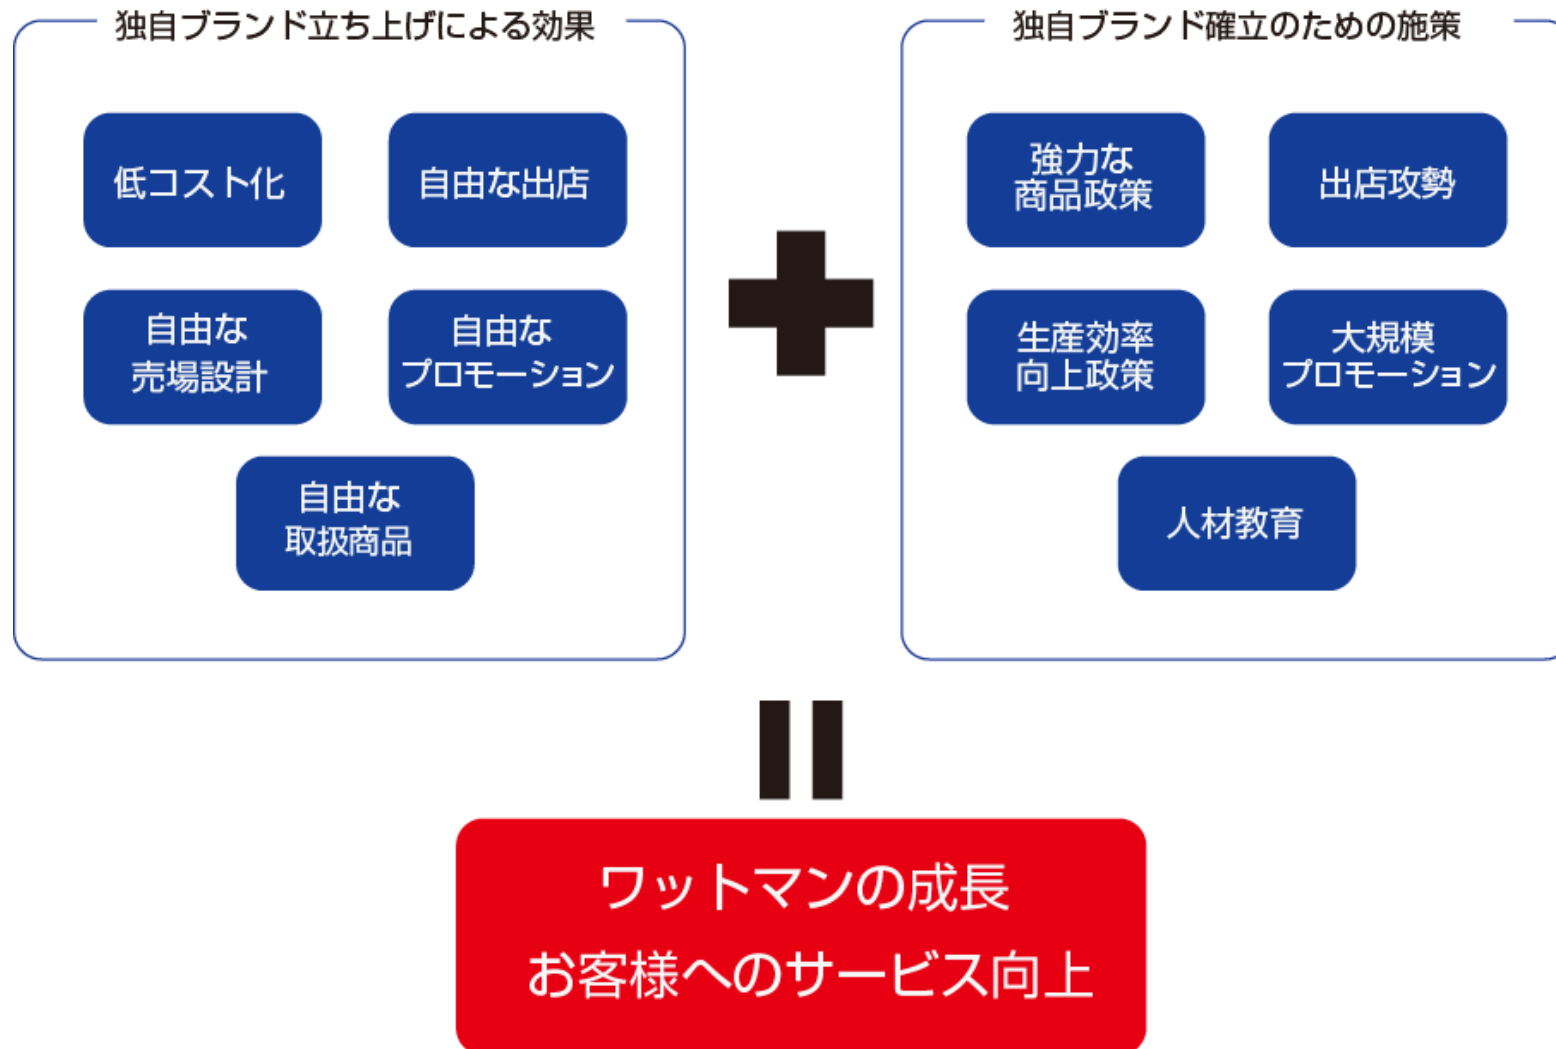 独自ブランド立ち上げによる効果
低コスト化
自由な出店
自由な
売場設計
自由な
プロモーション
自由な
取扱商品
独自ブランド確立のための施策
強力な
商品政策
出店攻勢
生産効率
向上政策
大規模
プロモーション
人材教育
ワットマンの成長
お客様へのサービス向上